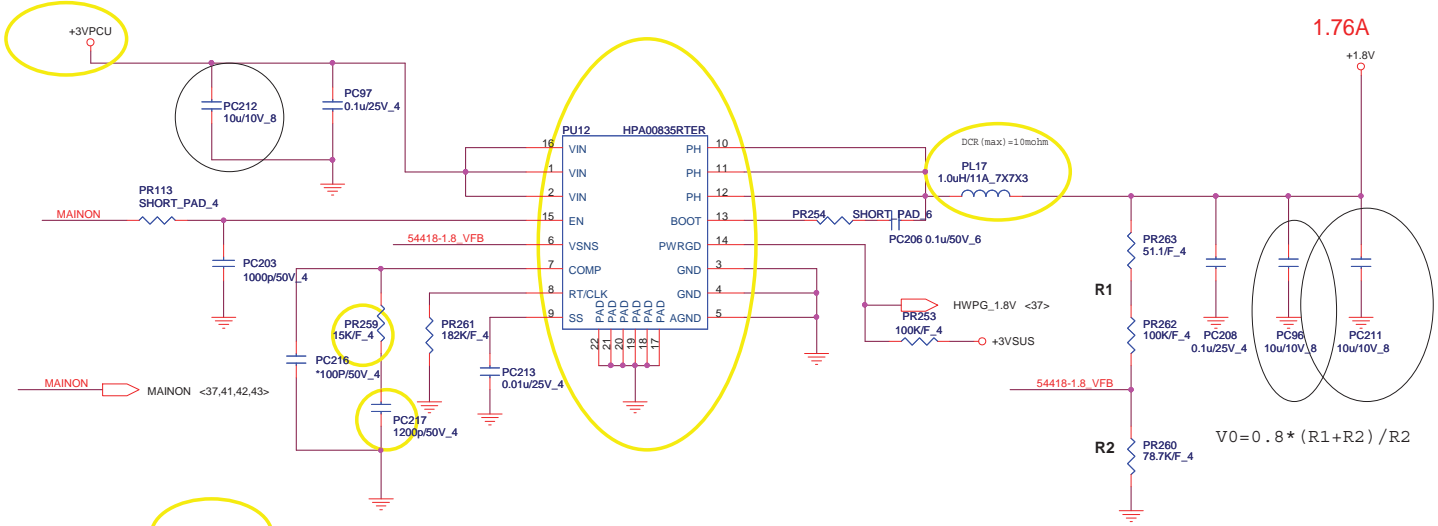 1.76A
+3VPCU
+1.8V
PC212
10u/10V_8
PC97
0.1u/25V_4
PU12
HPA00835RTER
16
VIN
1
VIN
2
VIN
15
EN
6
VSNS
7
COMP
8
RT/CLK
9
SS
10
PH
11
PH
12
PH
13
BOOT
14
PWRGD
3
GND
4
GND
5
AGND
PAD
PAD
PAD
PAD
PAD
PAD
22
21
20
19
18
17
DCR(max)=10mohm
PL17
1.0uH/11A_7X7X3
PR113
SHORT_PAD_4
MAINON
54418-1.8_VFB
PC203
1000p/50V_4
PR254
SHORT_PAD_6
PC206 0.1u/50V_6
PR263
51.1/F_4
R1
PR262
100K/F_4
PC208
0.1u/25V_4
PC96
10u/10V_8
PC211
10u/10V_8
HWPG_1.8V <37>
PR253
100K/F_4
+3VSUS
PR259
15K/F_4
PR261
182K/F_4
PC216
*100P/50V_4
PC213
0.01u/25V_4
PC217
1200p/50V_4
MAINON
MAINON <37,41,42,43>
54418-1.8_VFB
R2
PR260
78.7K/F_4
V0=0.8*(R1+R2)/R2